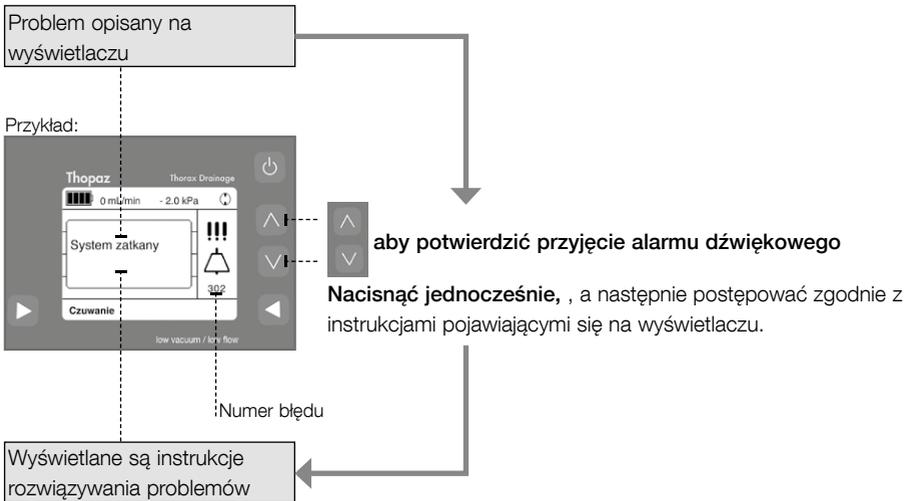 Problem opisany na
wyświetlaczu
Przykład:
Thopaz Thorax Drainage
0 mL/min - 2.0 kPa
System zatkany
!!!
302
Czuwanie
low vacuum / low flow
aby potwierdzić przyjęcie alarmu dźwiękowego
Nacisnąć jednocześnie, , a następnie postępować zgodnie z
instrukcjami pojawiającymi się na wyświetlaczu.
Numer błędu
Wyświetlane są instrukcje
rozwiązywania problemów